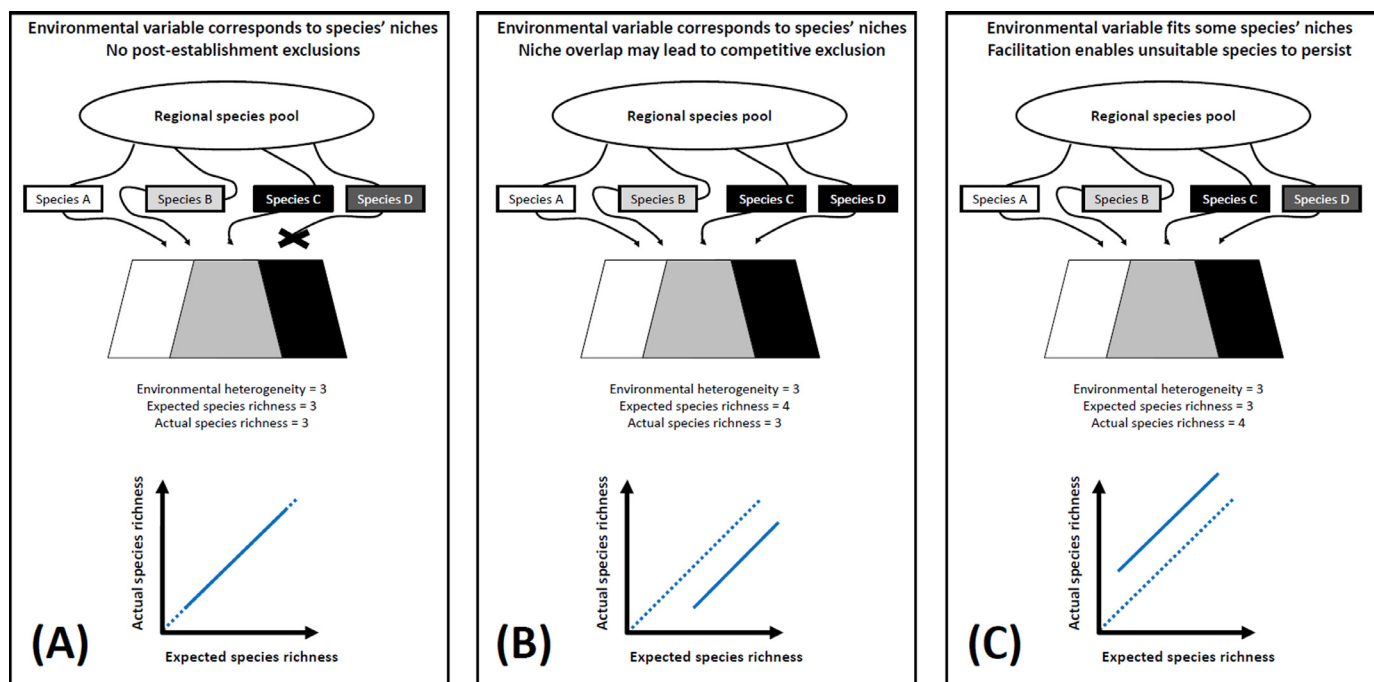 Environmental variable corresponds to species' niches
No post-establishment exclusions
Regional species pool
Species A
Species B
Species C
Species D
Environmental heterogeneity = 3
Expected species richness = 3
Actual species richness = 3
Actual species richness
Expected species richness
(A)
Environmental variable corresponds to species' niches
Niche overlap may lead to competitive exclusion
Regional species pool
Species A
Species B
Species C
Species D
Environmental heterogeneity = 3
Expected species richness = 4
Actual species richness = 3
Actual species richness
Expected species richness
(B)
Environmental variable fits some species' niches
Facilitation enables unsuitable species to persist
Regional species pool
Species A
Species B
Species C
Species D
Environmental heterogeneity = 3
Expected species richness = 3
Actual species richness = 4
Actual species richness
Expected species richness
(C)